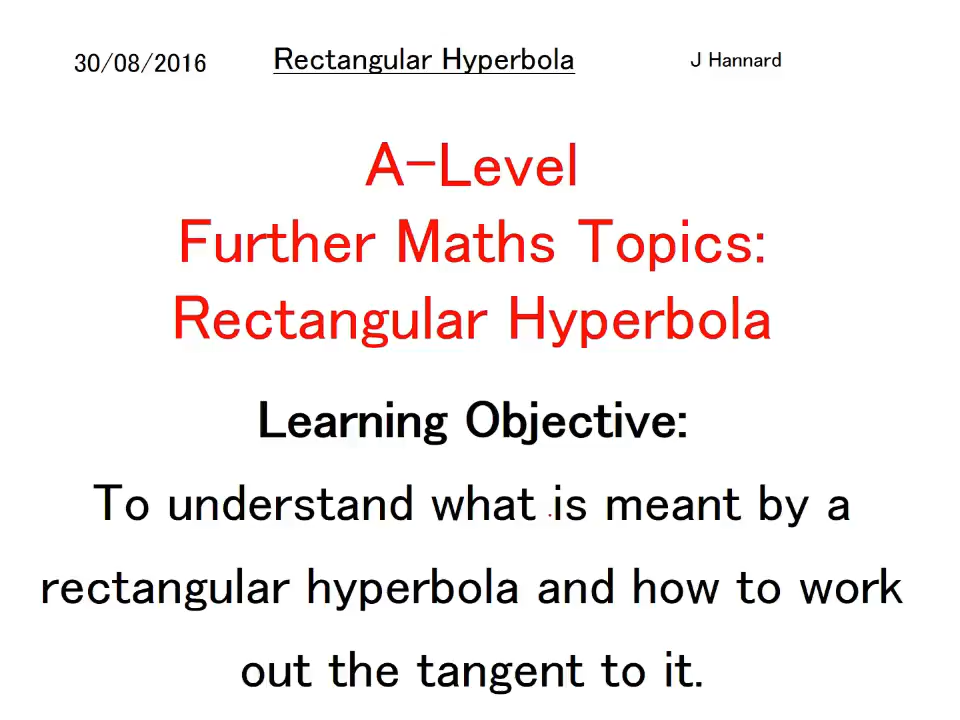 30/08/2016 Rectangular Hyperbola J Hannard
A-Level
Further Maths Topics:
Rectangular Hyperbola
Learning Objective:
To understand what is meant by a
rectangular hyperbola and how to work
out the tangent to it.